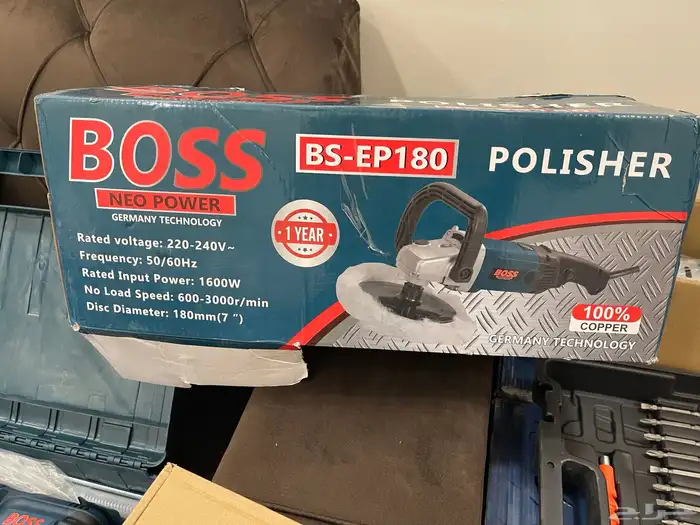 POLISHER
BOSS
NEO POWER
GERMANY TECHNOLOGY
BS-EP180
POLISHER
1 YEAR
Rated voltage: 220-240V~
Frequency: 50/60Hz
Rated Input Power: 1600W
No Load Speed: 600-3000r/min
Disc Diameter: 180mm(7 ")
BOSS
100%
COPPER
GERMANY TECHNOLOGY
BOSS
حراج